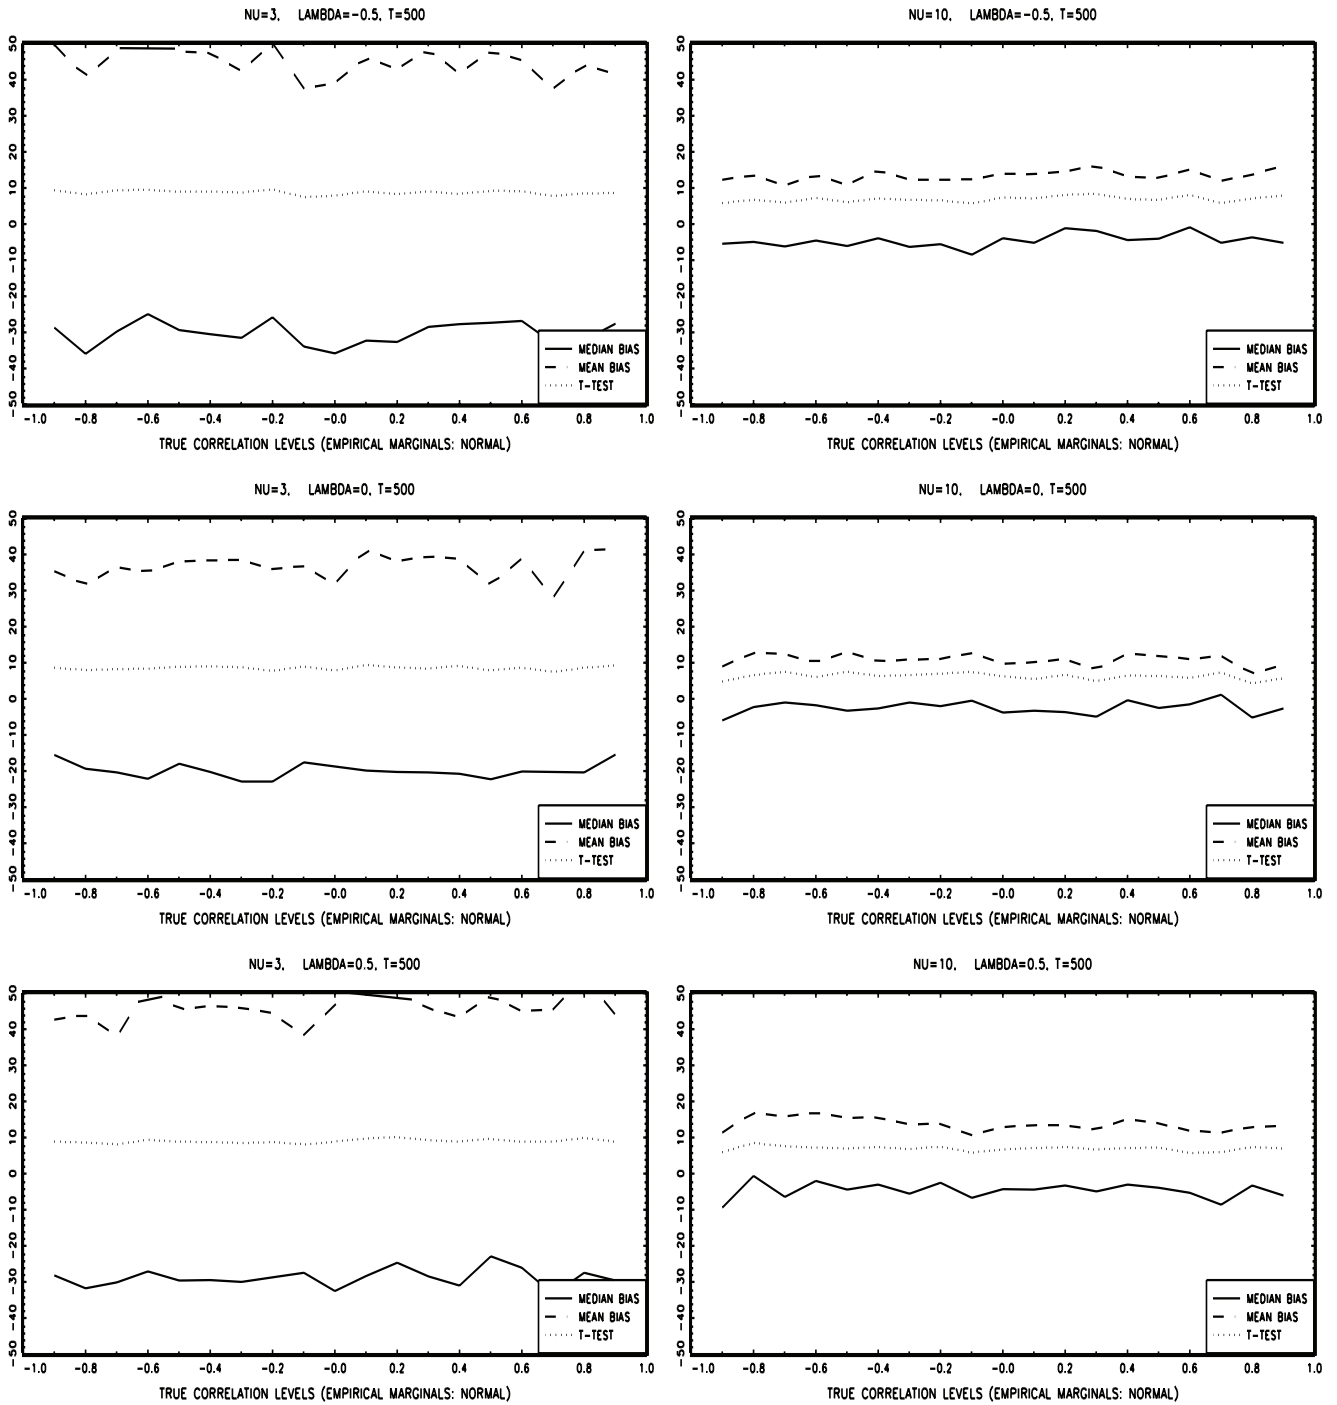 NU=3, LAMBDA=-0.5, T=500
50
40
30
20
10
0
-10
-20
-30
-40
-50
MEDIAN BIAS
MEAN BIAS
T-TEST
-1.0 -0.8 -0.6 -0.4 -0.2 -0.0 0.2 0.4 0.6 0.8 1.0
TRUE CORRELATION LEVELS (EMPIRICAL MARGINALS: NORMAL)
NU=10, LAMBDA=-0.5, T=500
50
40
30
20
10
0
-10
-20
-30
-40
-50
MEDIAN BIAS
MEAN BIAS
T-TEST
-1.0 -0.8 -0.6 -0.4 -0.2 -0.0 0.2 0.4 0.6 0.8 1.0
TRUE CORRELATION LEVELS (EMPIRICAL MARGINALS: NORMAL)
NU=3, LAMBDA=0, T=500
50
40
30
20
10
0
-10
-20
-30
-40
-50
MEDIAN BIAS
MEAN BIAS
T-TEST
-1.0 -0.8 -0.6 -0.4 -0.2 -0.0 0.2 0.4 0.6 0.8 1.0
TRUE CORRELATION LEVELS (EMPIRICAL MARGINALS: NORMAL)
NU=10, LAMBDA=0, T=500
50
40
30
20
10
0
-10
-20
-30
-40
-50
MEDIAN BIAS
MEAN BIAS
T-TEST
-1.0 -0.8 -0.6 -0.4 -0.2 -0.0 0.2 0.4 0.6 0.8 1.0
TRUE CORRELATION LEVELS (EMPIRICAL MARGINALS: NORMAL)
NU=3, LAMBDA=0.5, T=500
50
40
30
20
10
0
-10
-20
-30
-40
-50
MEDIAN BIAS
MEAN BIAS
T-TEST
-1.0 -0.8 -0.6 -0.4 -0.2 -0.0 0.2 0.4 0.6 0.8 1.0
TRUE CORRELATION LEVELS (EMPIRICAL MARGINALS: NORMAL)
NU=10, LAMBDA=0.5, T=500
50
40
30
20
10
0
-10
-20
-30
-40
-50
MEDIAN BIAS
MEAN BIAS
T-TEST
-1.0 -0.8 -0.6 -0.4 -0.2 -0.0 0.2 0.4 0.6 0.8 1.0
TRUE CORRELATION LEVELS (EMPIRICAL MARGINALS: NORMAL)